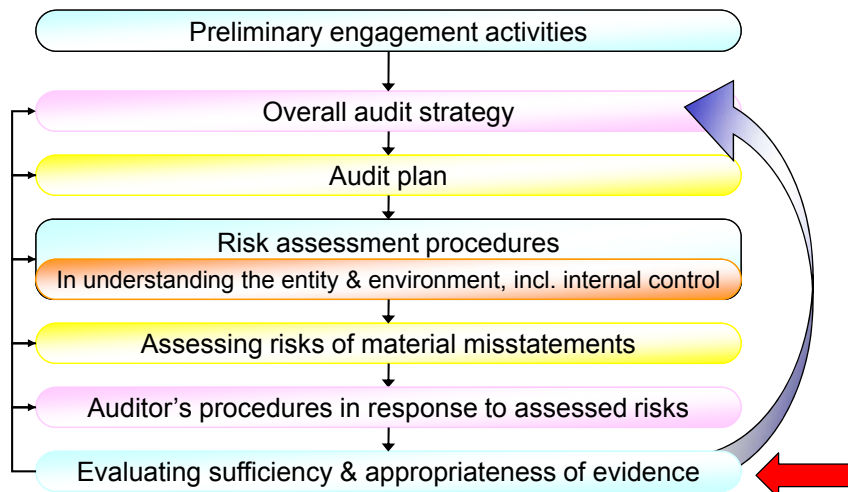 Preliminary engagement activities
Overall audit strategy
Audit plan
Risk assessment procedures
In understanding the entity & environment, incl. internal control
Assessing risks of material misstatements
Auditor’s procedures in response to assessed risks
Evaluating sufficiency & appropriateness of evidence